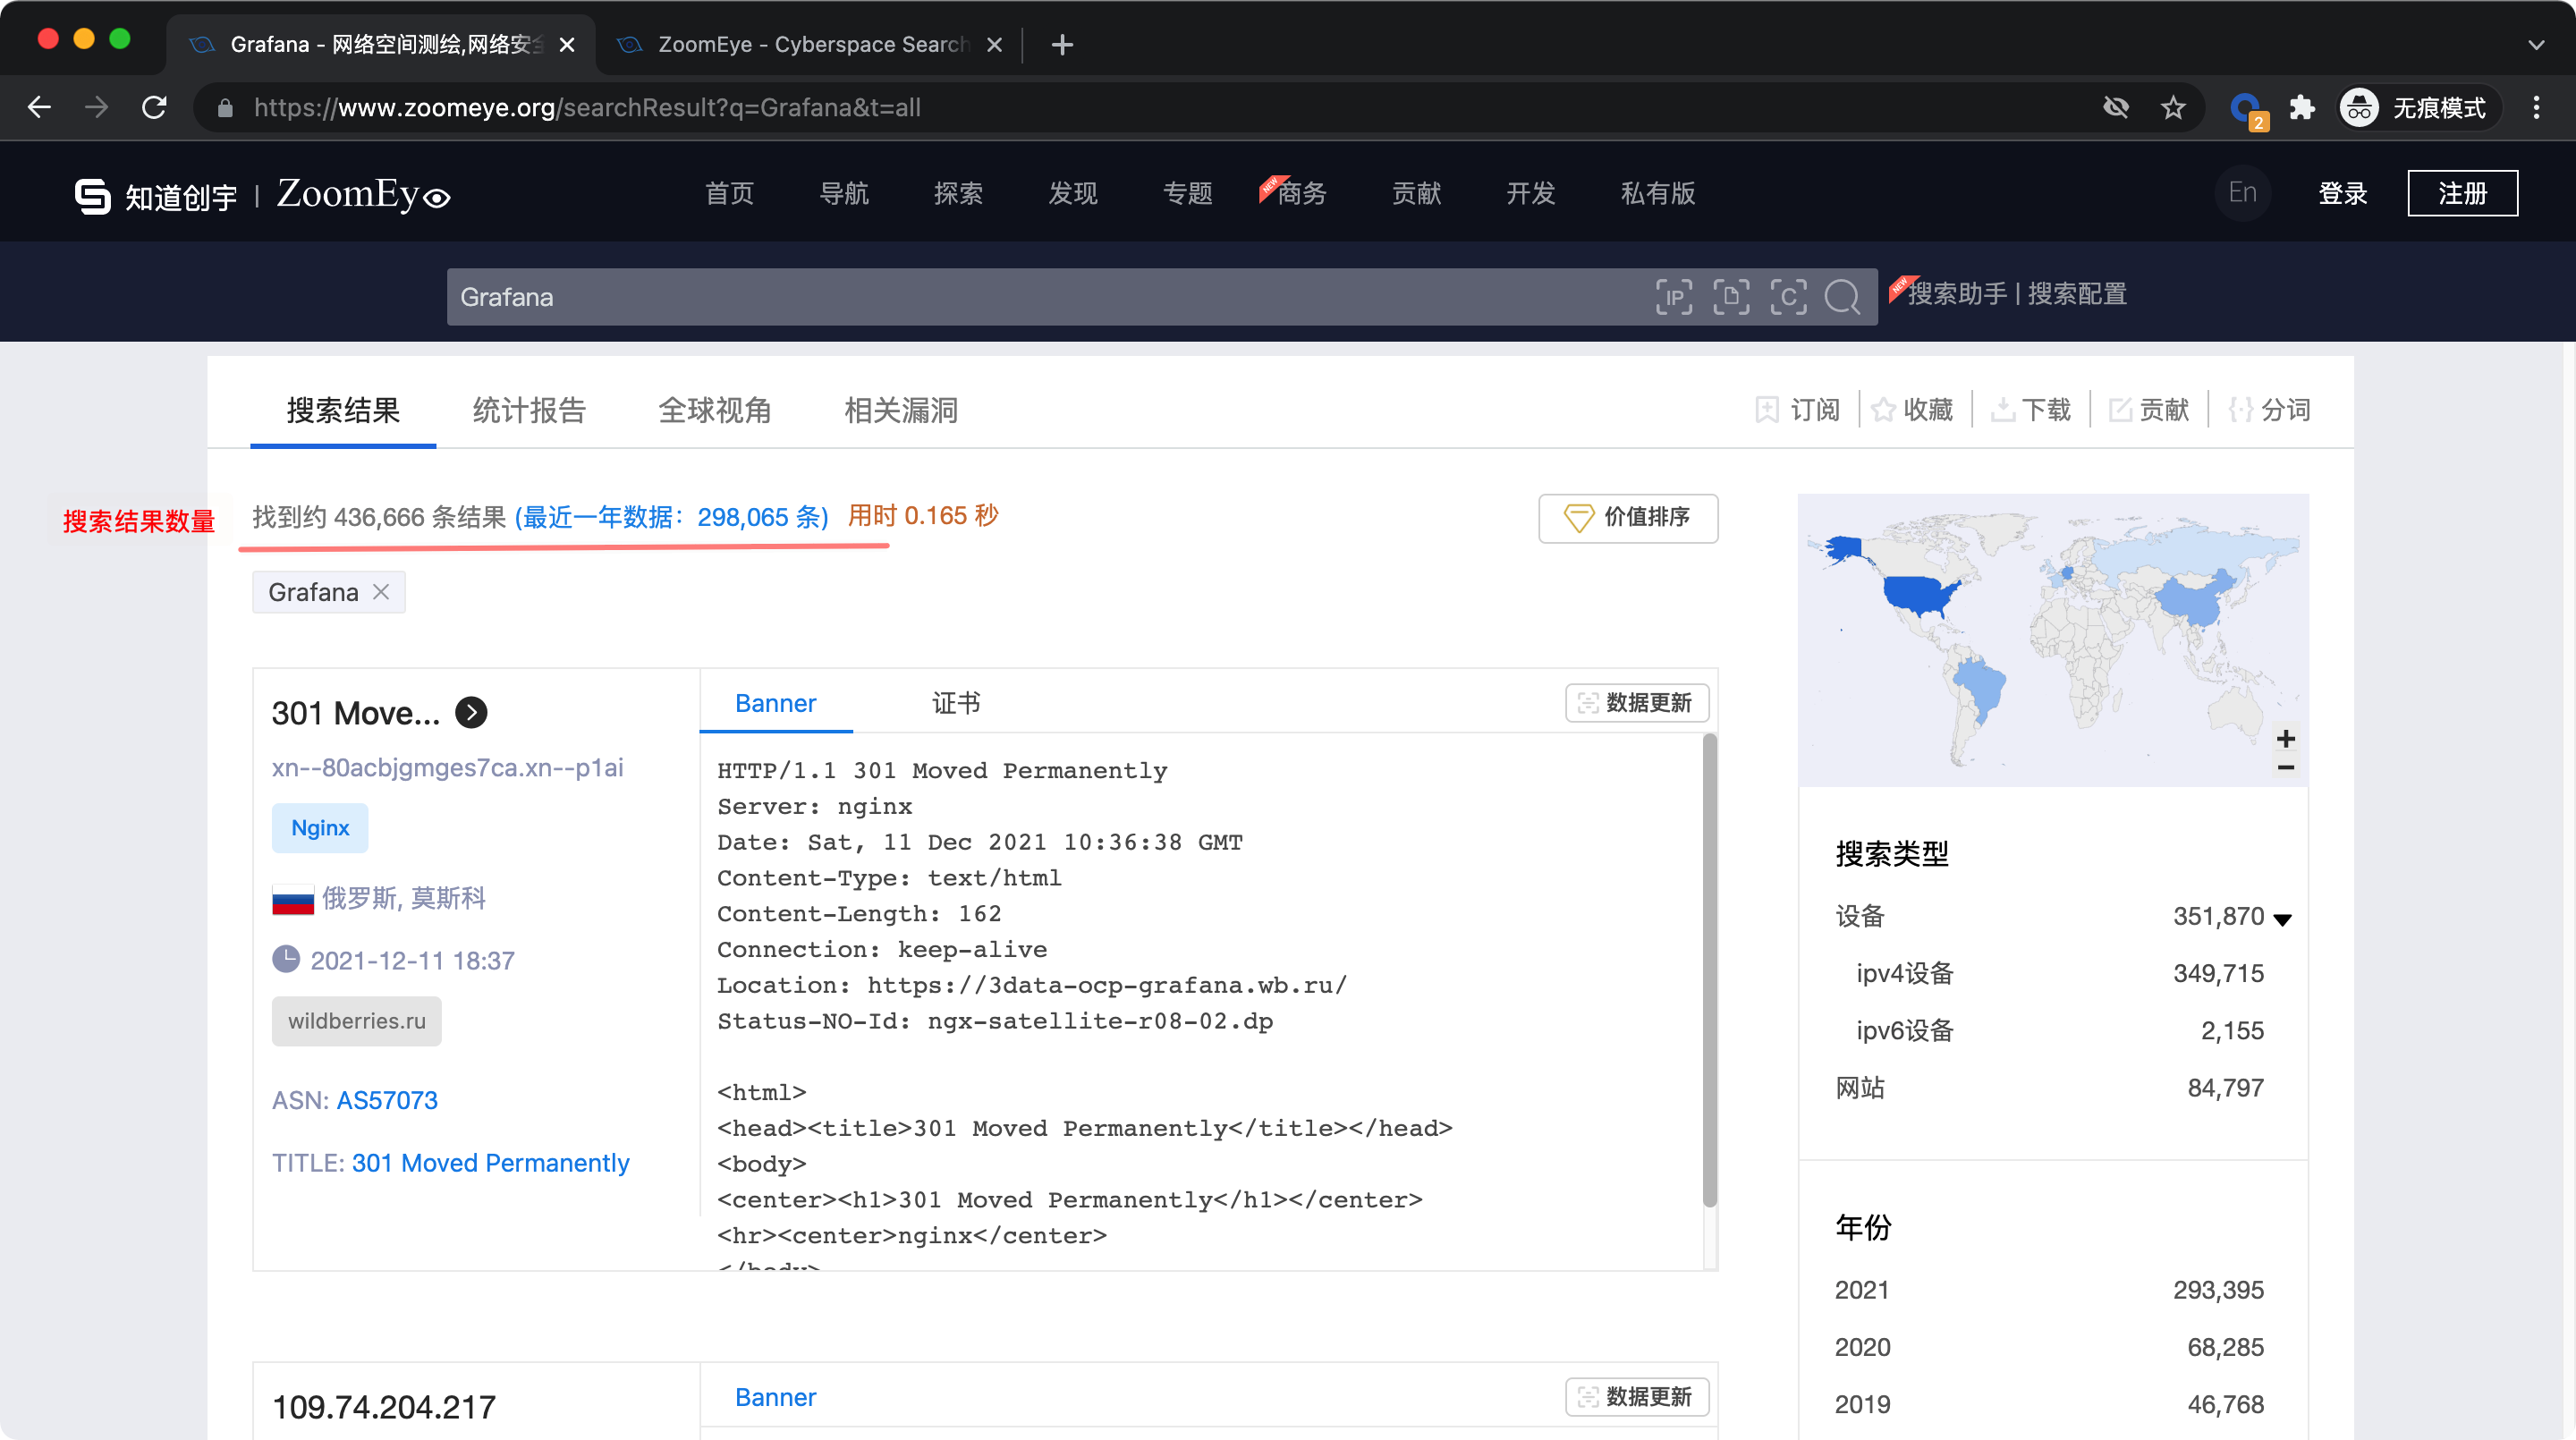 Grafana - 网络空间测绘,网络安全
ZoomEye - Cyberspace Search
https://www.zoomeye.org/searchResult?q=Grafana&t=all
2
无痕模式
知道创宇 | ZoomEye
首页 导航 探索 发现 专题 NEW 商务 贡献 开发 私有版
En 登录 注册
Grafana
IP C
NEW 搜索助手 | 搜索配置
搜索结果 统计报告 全球视角 相关漏洞
订阅 收藏 下载 贡献 分词
搜索结果数量
找到约 436,666 条结果 (最近一年数据：298,065 条) 用时 0.165 秒
价值排序
Grafana
301 Move...
xn--80acbjgmges7ca.xn--p1ai
Nginx
俄罗斯, 莫斯科
2021-12-11 18:37
wildberries.ru
ASN: AS57073
TITLE: 301 Moved Permanently
Banner 证书 数据更新
HTTP/1.1 301 Moved Permanently
Server: nginx
Date: Sat, 11 Dec 2021 10:36:38 GMT
Content-Type: text/html
Content-Length: 162
Connection: keep-alive
Location: https://3data-ocp-grafana.wb.ru/
Status-NO-Id: ngx-satellite-r08-02.dp
<html>
<head><title>301 Moved Permanently</title></head>
<body>
<center><h1>301 Moved Permanently</h1></center>
<hr><center>nginx</center>
</body>
109.74.204.217
Banner 数据更新
搜索类型
设备 351,870
ipv4设备 349,715
ipv6设备 2,155
网站 84,797
年份
2021 293,395
2020 68,285
2019 46,768